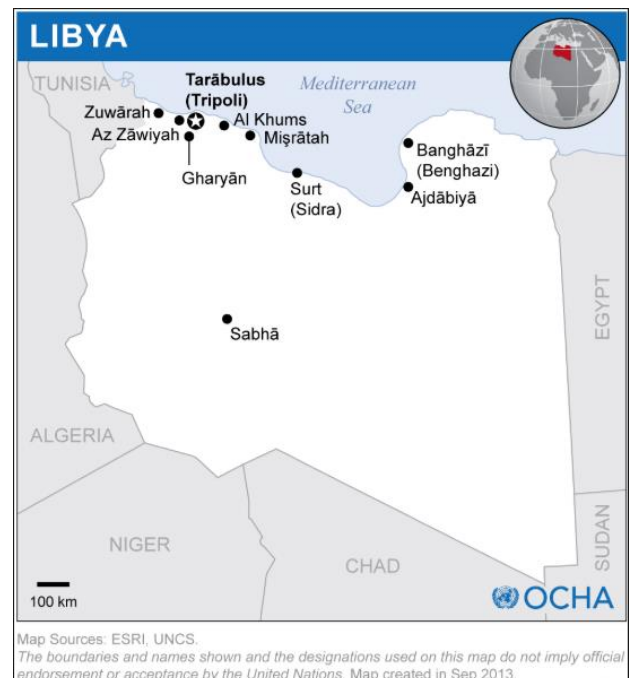 LIBYA
TUNISIA
Tarābulus
(Tripoli)
Mediterranean
Sea
Zuwārah
Az Zāwiyah
Al Khums
Mişrātah
Gharyān
Banghāzī
(Benghazi)
Surt
(Sidra)
Ajdābiyā
EGYPT
Sabhā
ALGERIA
NIGER
CHAD
SUDAN
100 km
OCHA
Map Sources: ESRI, UNCS.
The boundaries and names shown and the designations used on this map do not imply official
endorsement or acceptance by the United Nations. Map created in Sep 2013.